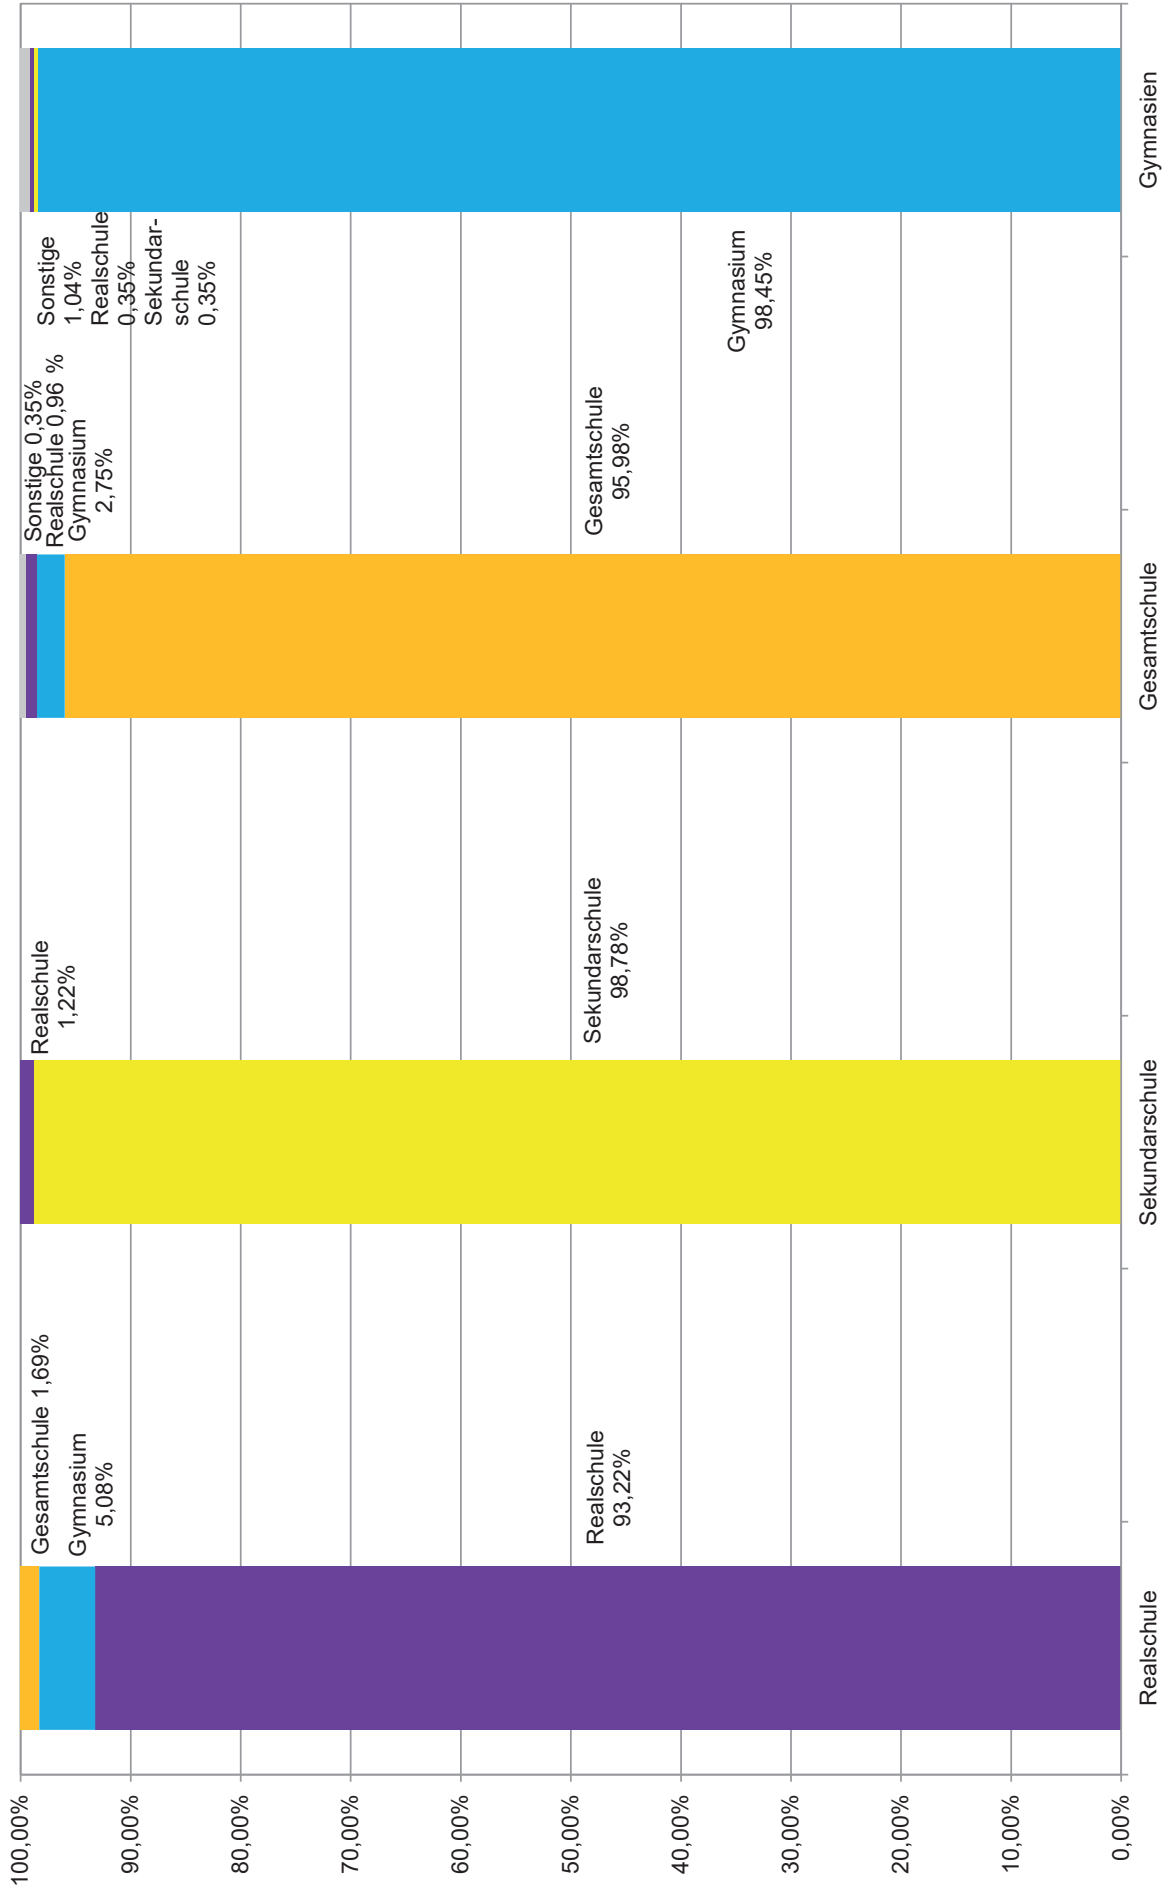 100,00%
90,00%
80,00%
70,00%
60,00%
50,00%
40,00%
30,00%
20,00%
10,00%
0,00%
Gesamtschule 1,69%
Gymnasium
5,08%
Realschule
93,22%
Realschule
1,22%
Sekundarschule
98,78%
Sonstige 0,35%
Realschule 0,96 %
Gymnasium
2,75%
Gesamtschule
95,98%
Sonstige
1,04%
Realschule
0,35%
Sekundar-
schule
0,35%
Gymnasium
98,45%
Realschule
Sekundarschule
Gesamtschule
Gymnasien